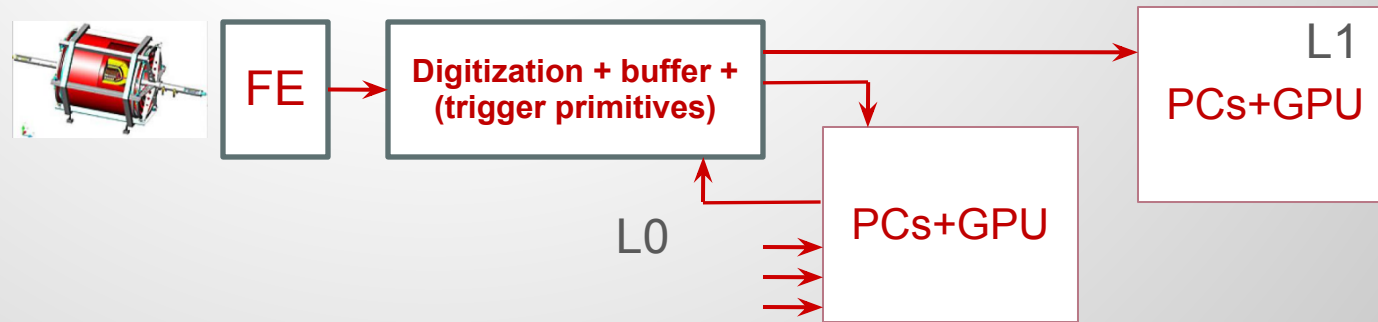 FE
Digitization + buffer +
(trigger primitives)
L1
PCs+GPU
L0
PCs+GPU